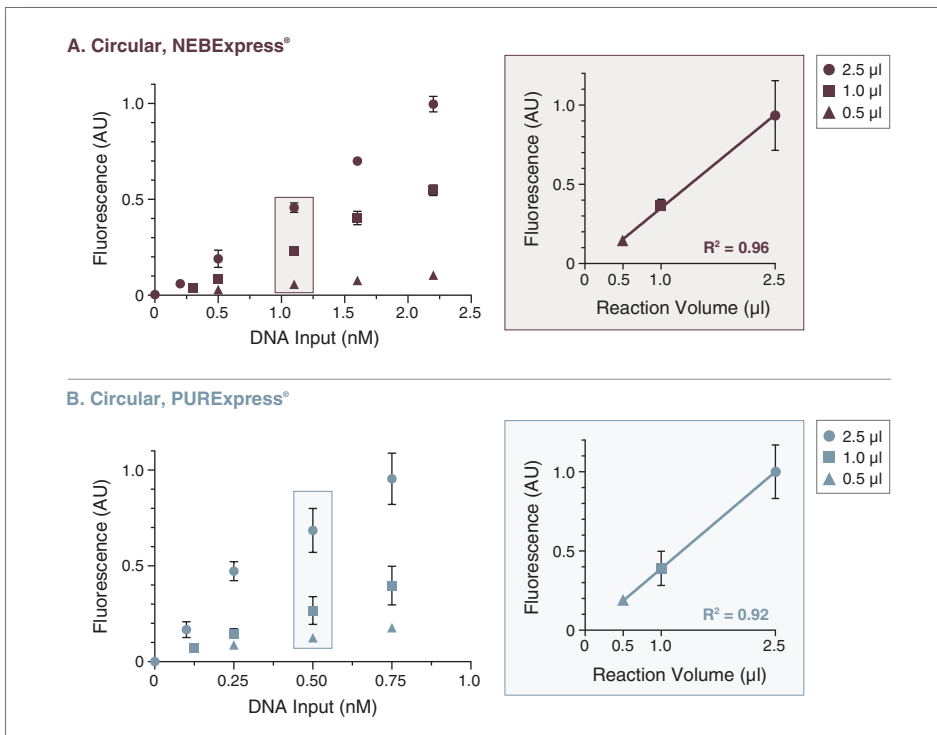 A. Circular, NEBExpress®
Fluorescence (AU)
1.0
0.5
0
0 0.5 1.0 1.5 2.0 2.5
DNA Input (nM)
Fluorescence (AU)
1.0
0.5
0
0 0.5 1.0 2.5
Reaction Volume (µl)
R² = 0.96
2.5 µl
1.0 µl
0.5 µl
B. Circular, PURExpress®
Fluorescence (AU)
1.0
0.5
0
0 0.25 0.50 0.75 1.0
DNA Input (nM)
Fluorescence (AU)
1.0
0.5
0
0 0.5 1.0 2.5
Reaction Volume (µl)
R² = 0.92
2.5 µl
1.0 µl
0.5 µl